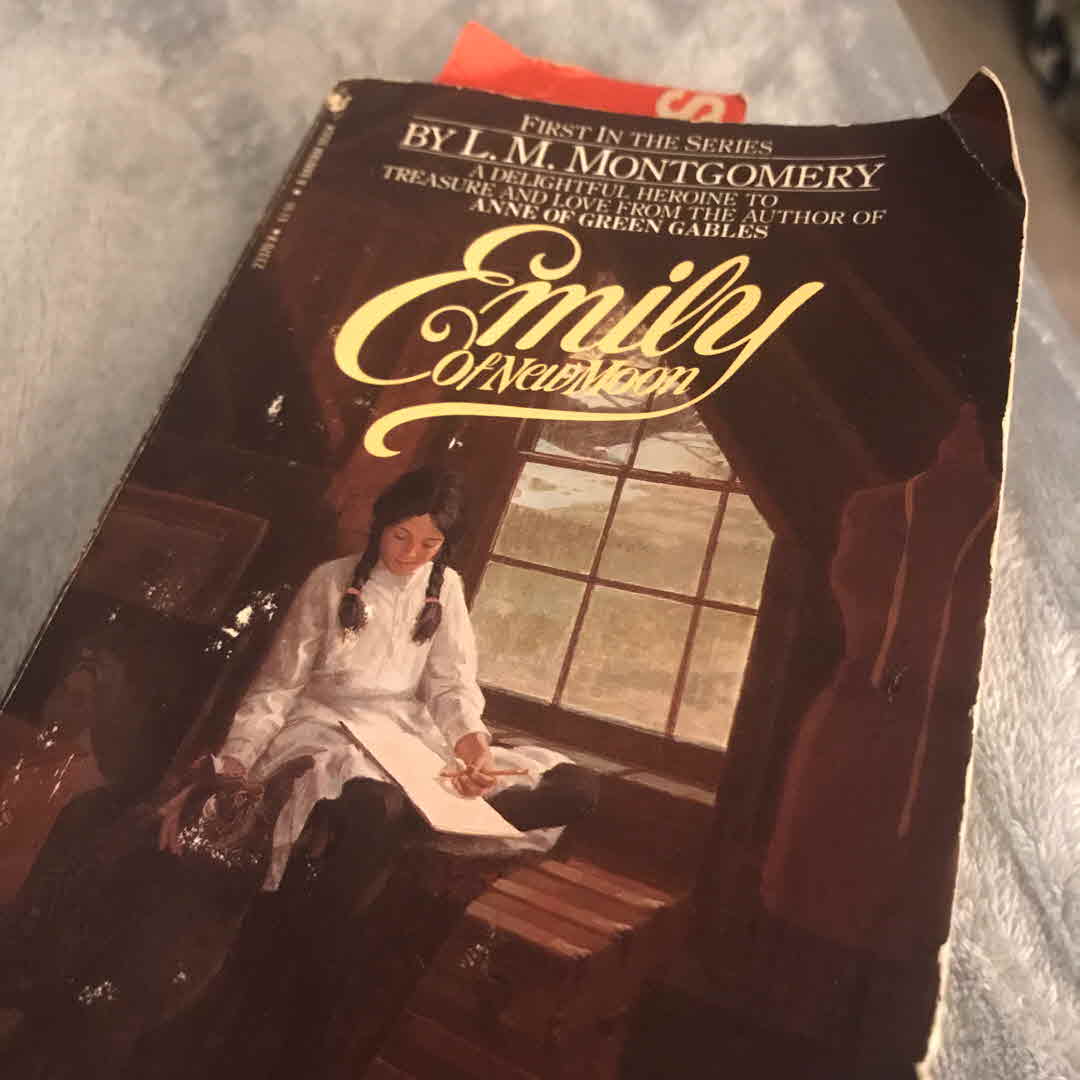 S
FIRST IN THE SERIES
BY L. M. MONTGOMERY
A DELIGHTFUL HEROINE TO
TREASURE AND LOVE FROM THE AUTHOR OF
ANNE OF GREEN GABLES
Emily
Of New Moon